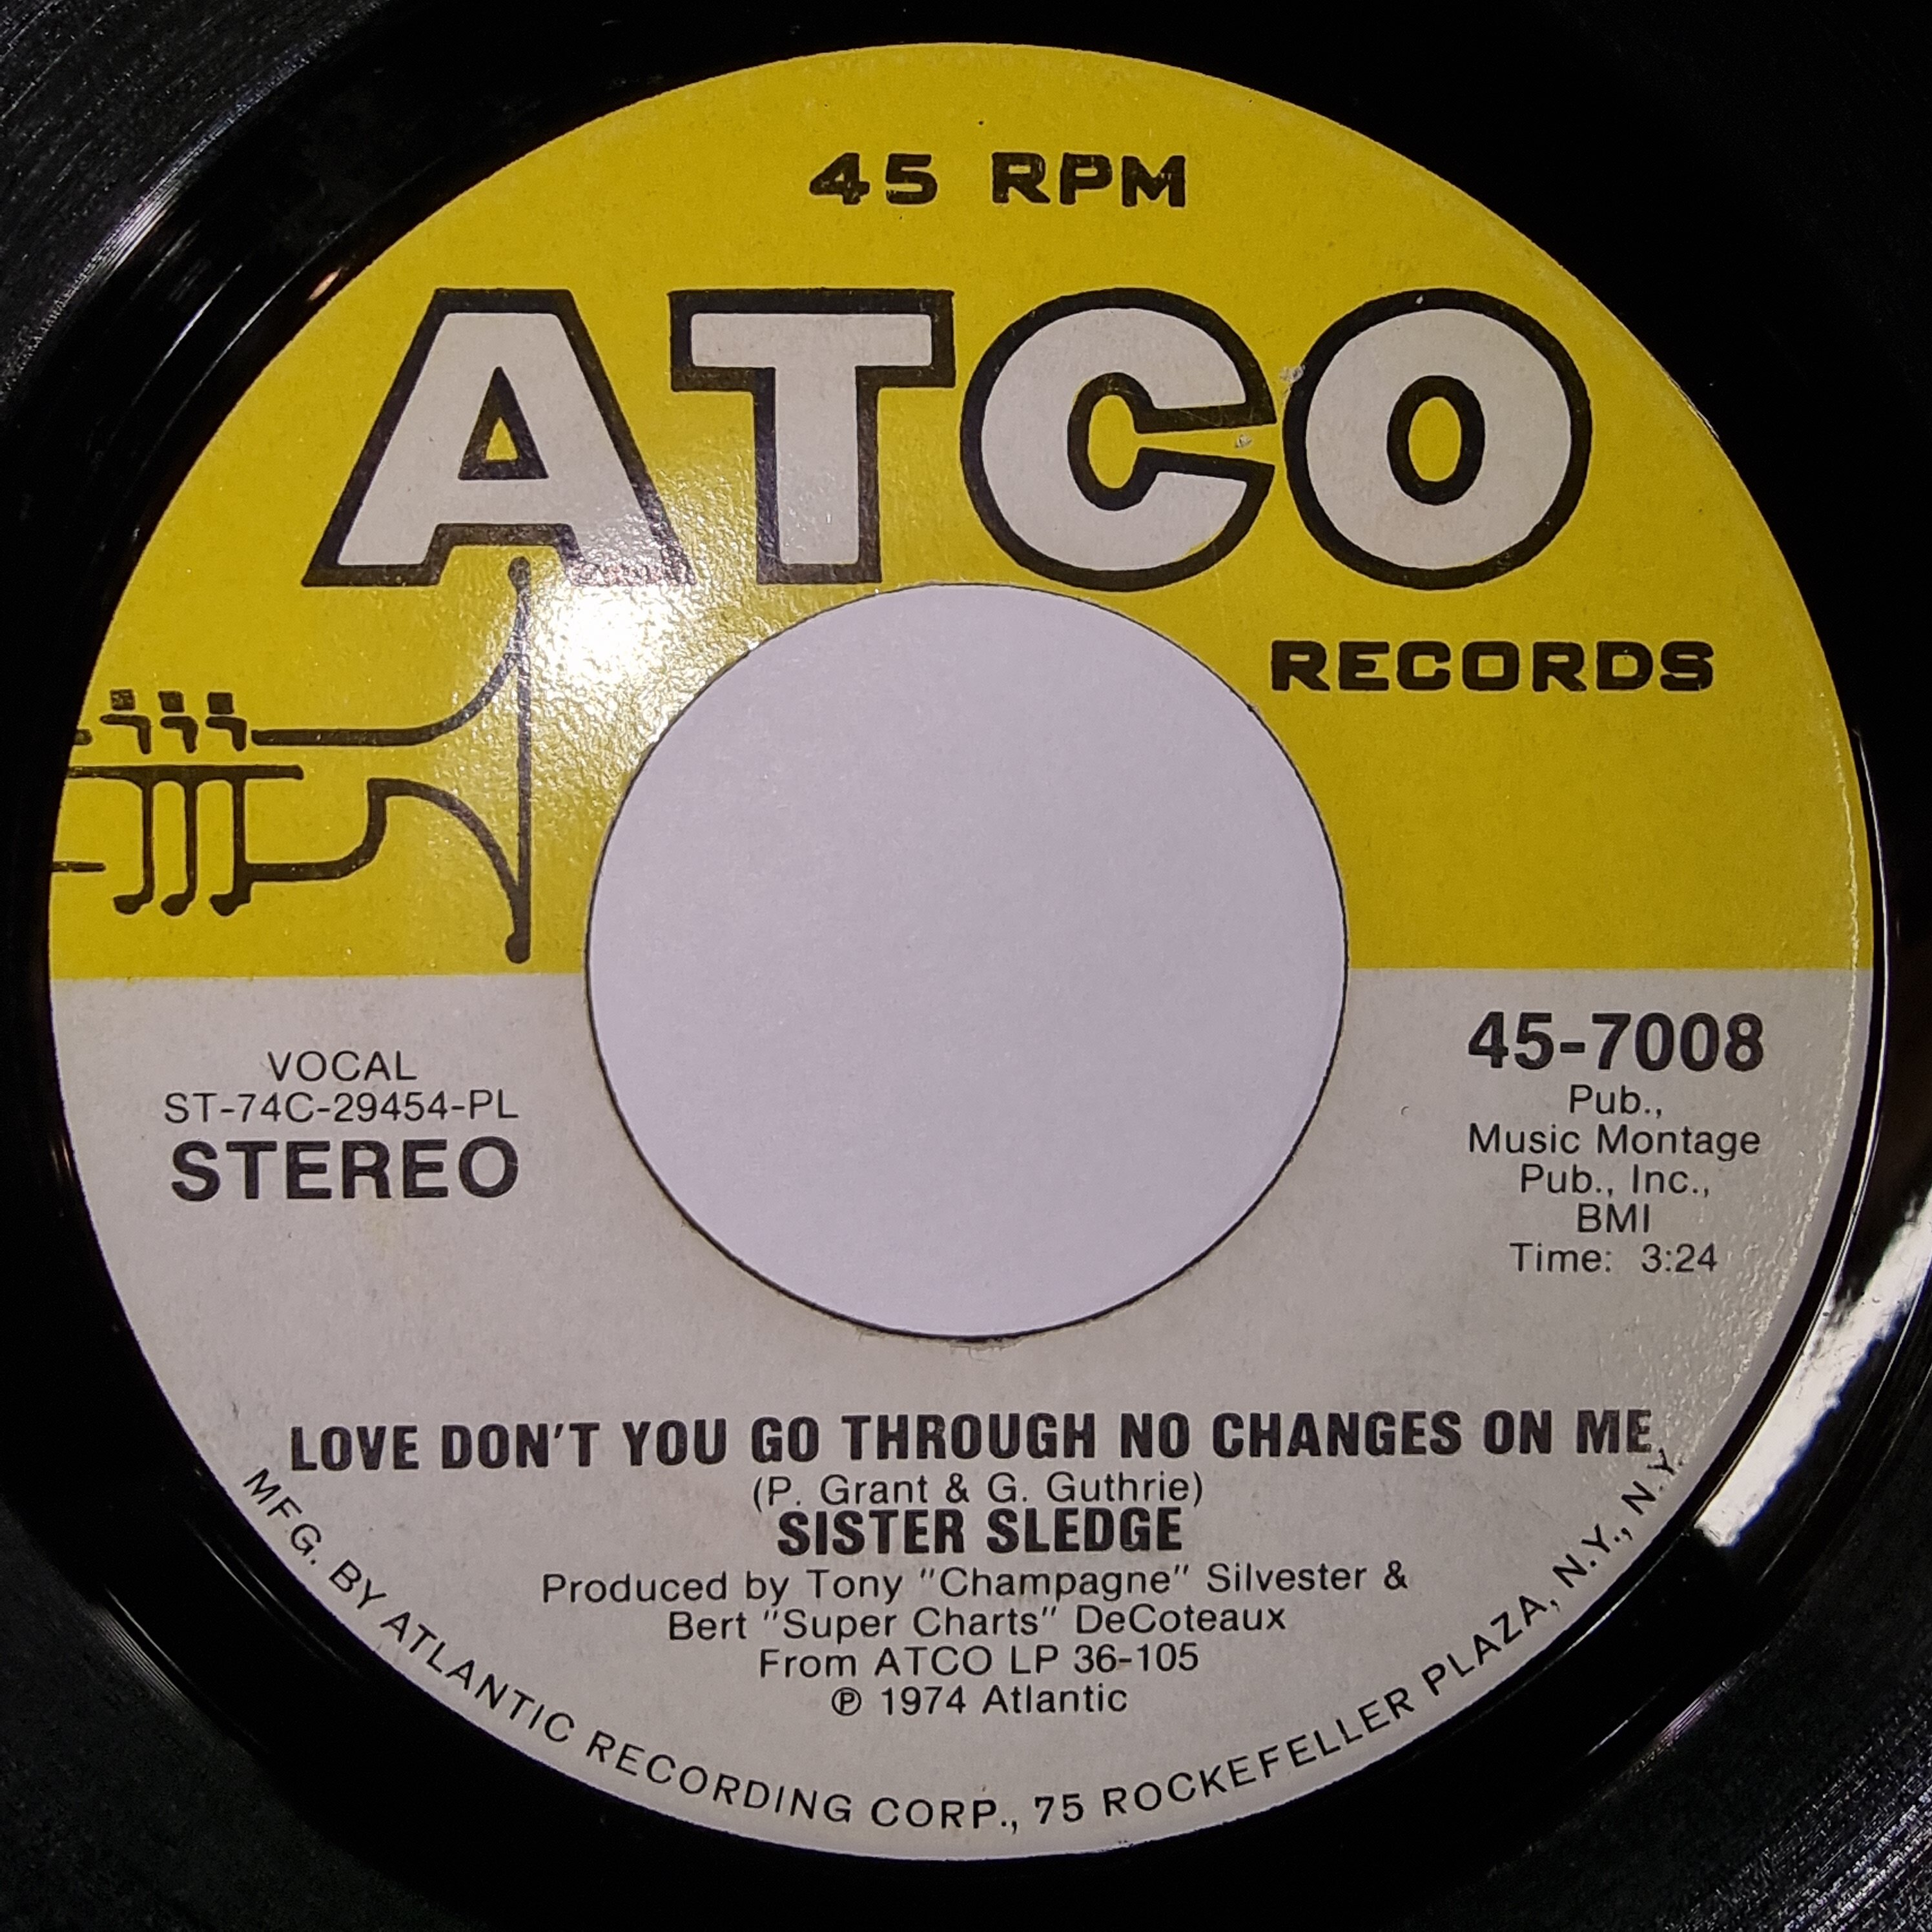 45 RPM
ATCO
RECORDS
VOCAL
ST-74C-29454-PL
STEREO
45-7008
Pub.,
Music Montage
Pub., Inc.,
BMI
Time: 3:24
LOVE DON'T YOU GO THROUGH NO CHANGES ON ME
(P. Grant & G. Guthrie)
SISTER SLEDGE
Produced by Tony "Champagne" Silvester &
Bert "Super Charts" DeCoteaux
From ATCO LP 36-105
℗ 1974 Atlantic
MFG. BY ATLANTIC RECORDING CORP., 75 ROCKEFELLER PLAZA, N.Y., N.Y.